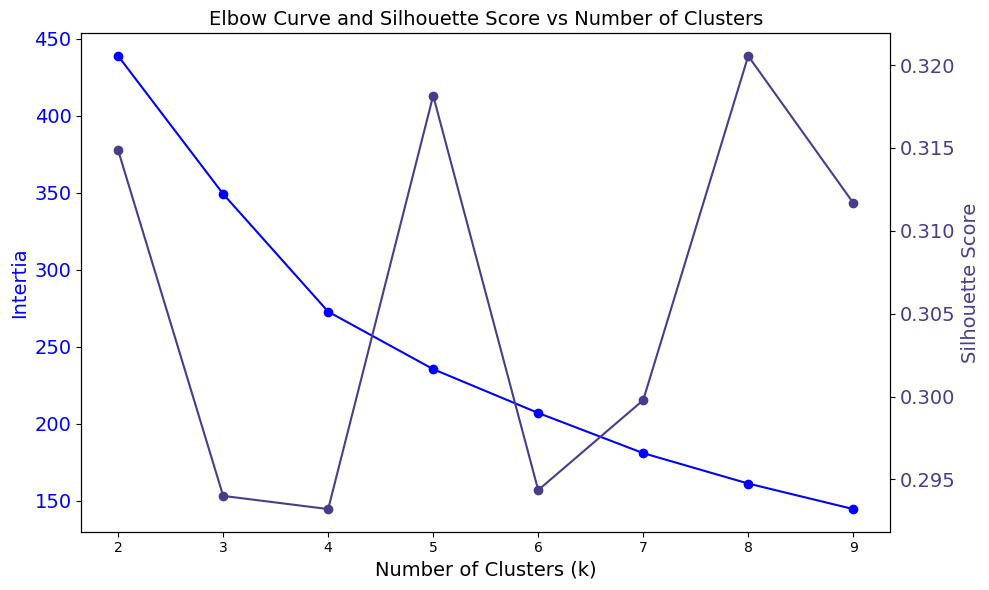 Elbow Curve and Silhouette Score vs Number of Clusters
450
400
350
300
250
200
150
Intertia
0.320
0.315
0.310
0.305
0.300
0.295
Silhouette Score
2 3 4 5 6 7 8 9
Number of Clusters (k)